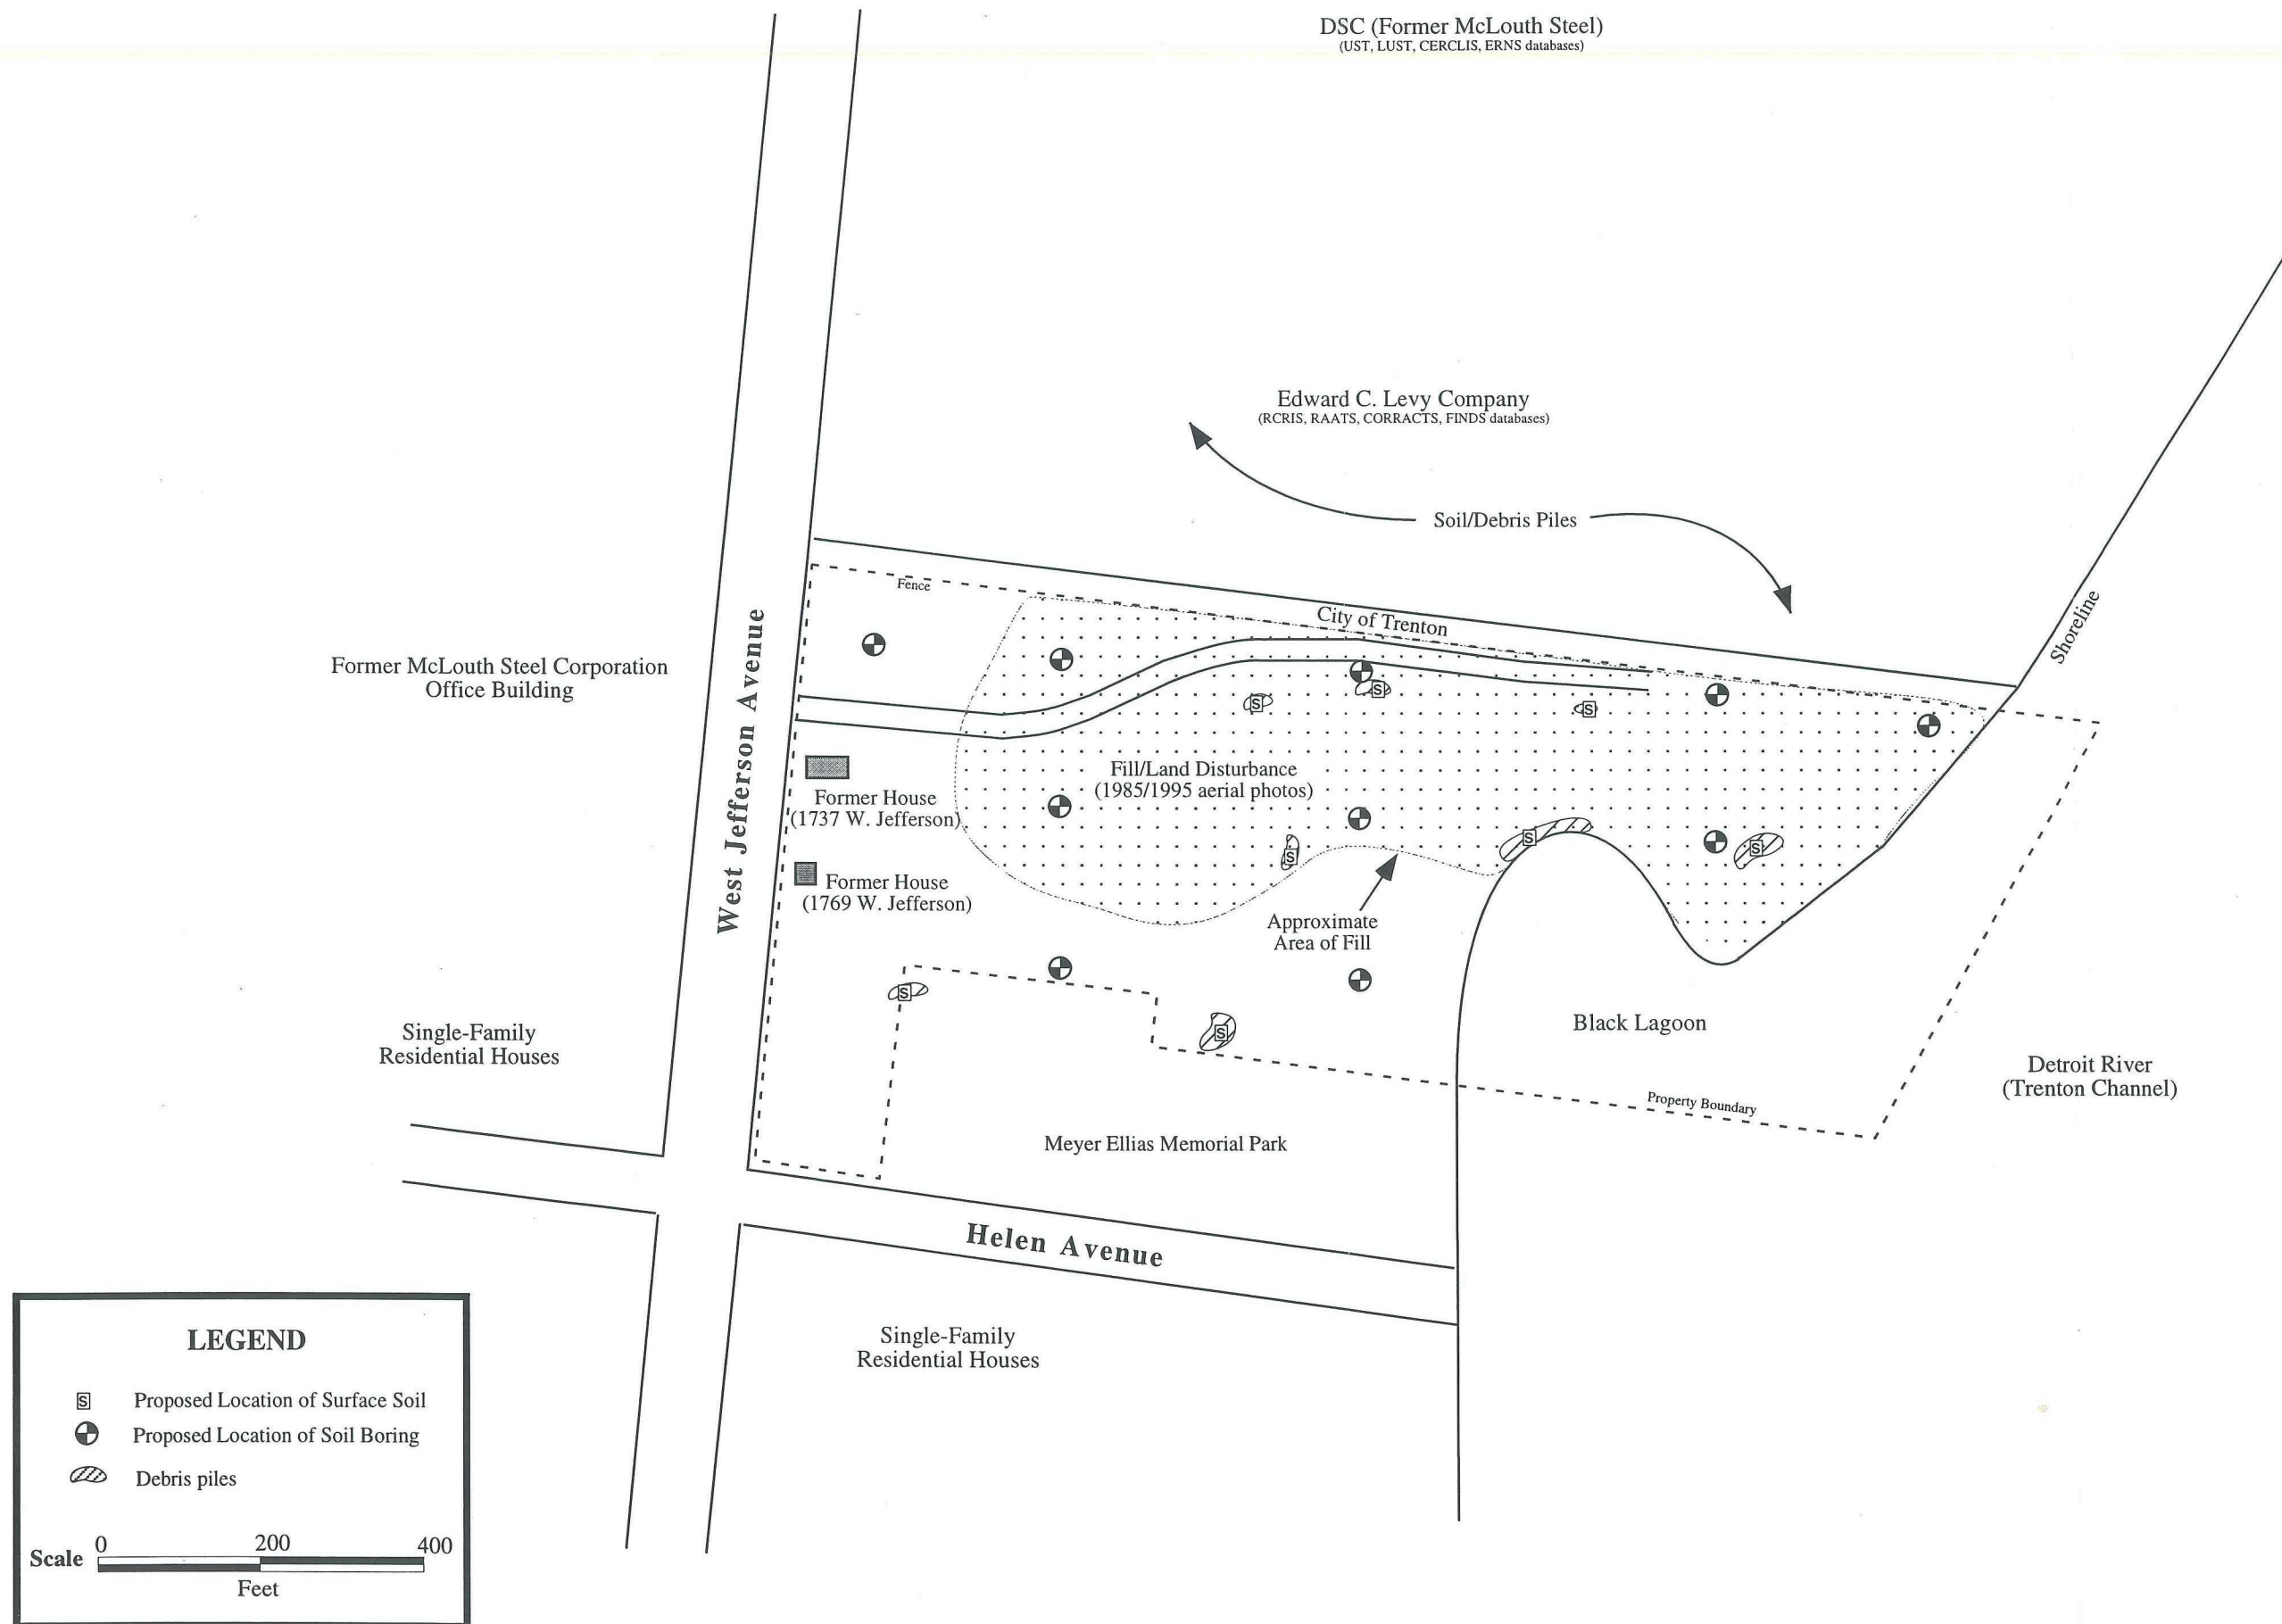 DSC (Former McLouth Steel)
(UST, LUST, CERCLIS, ERNS databases)
Edward C. Levy Company
(RCRIS, RAATS, CORRACTS, FINDS databases)
Soil/Debris Piles
Shoreline
Fence
City of Trenton
Former McLouth Steel Corporation
Office Building
West Jefferson Avenue
S
S
S
Fill/Land Disturbance
(1985/1995 aerial photos)
Former House
(1737 W. Jefferson)
S
S
S
Former House
(1769 W. Jefferson)
Approximate
Area of Fill
S
S
Single-Family
Residential Houses
Black Lagoon
Detroit River
(Trenton Channel)
Property Boundary
Meyer Ellias Memorial Park
Helen Avenue
Single-Family
Residential Houses
LEGEND
S Proposed Location of Surface Soil
Proposed Location of Soil Boring
Debris piles
Scale 0 200 400
Feet